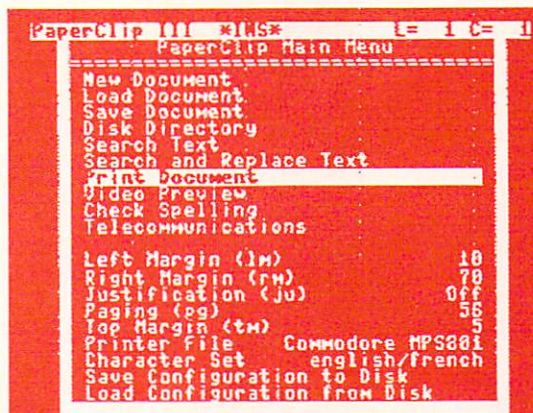 PaperClip III *INS* L= 1 C= 1
PaperClip Main Menu
New Document
Load Document
Save Document
Disk Directory
Search Text
Search and Replace Text
Print Document
Video Preview
Check Spelling
Telecommunications
Left Margin (lm) 10
Right Margin (rm) 70
Justification (ju) Off
Paging (pg) 56
Top Margin (tm) 5
Printer File Commodore MPS801
Character Set english/french
Save Configuration to Disk
Load Configuration from Disk